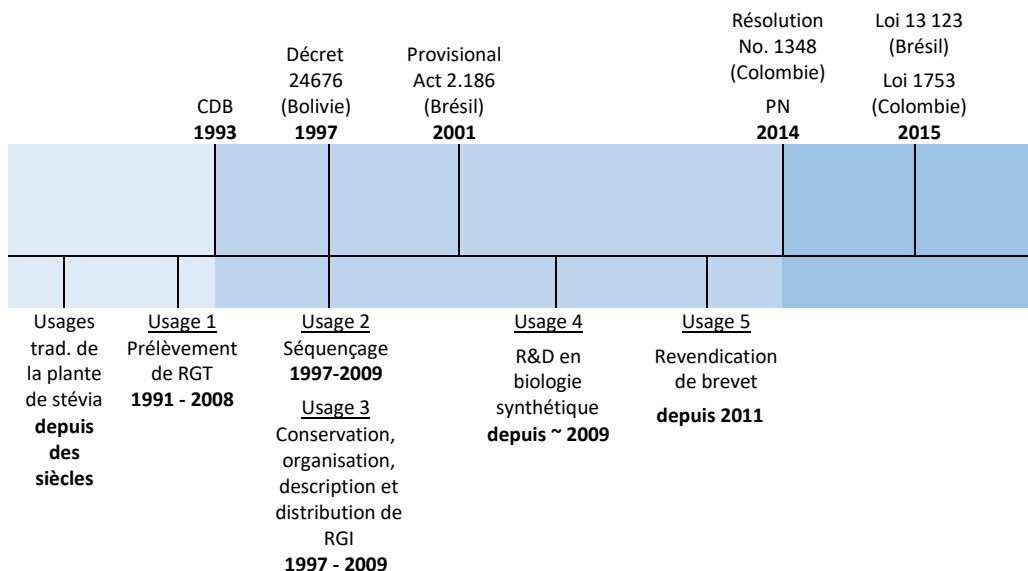 CDB
1993
Décret
24676
(Bolivie)
1997
Provisional
Act 2.186
(Brésil)
2001
Résolution
No. 1348
(Colombie)
PN
2014
Loi 13 123
(Brésil)
Loi 1753
(Colombie)
2015
Usages
trad. de
la plante
de stévia
depuis
des
siècles
Usage 1
Prélèvement
de RGT
1991 - 2008
Usage 2
Séquençage
1997-2009
Usage 3
Conservation,
organisation,
description et
distribution de
RGI
1997 - 2009
Usage 4
R&D en
biologie
synthétique
depuis ~ 2009
Usage 5
Revendication
de brevet
depuis 2011